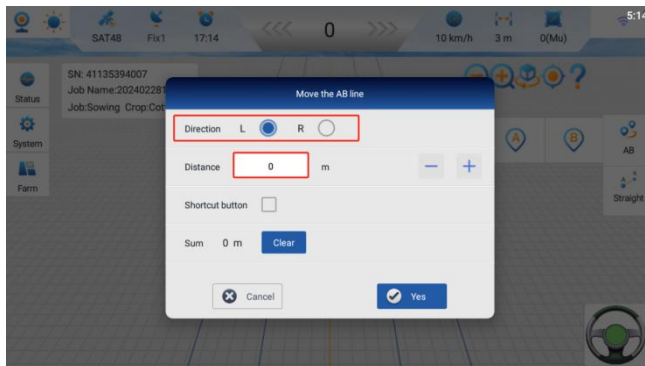 5:14
SAT48 Fix1 17:14 0 10 km/h 3 m 0(Mu)
SN: 41135394007
Job Name:202402281
Job:Sowing Crop:Cot
Status
System
Farm
?
A B
AB
Straight
Move the AB line
Direction L R
Distance 0 m
Shortcut button
Sum 0 m Clear
Cancel Yes